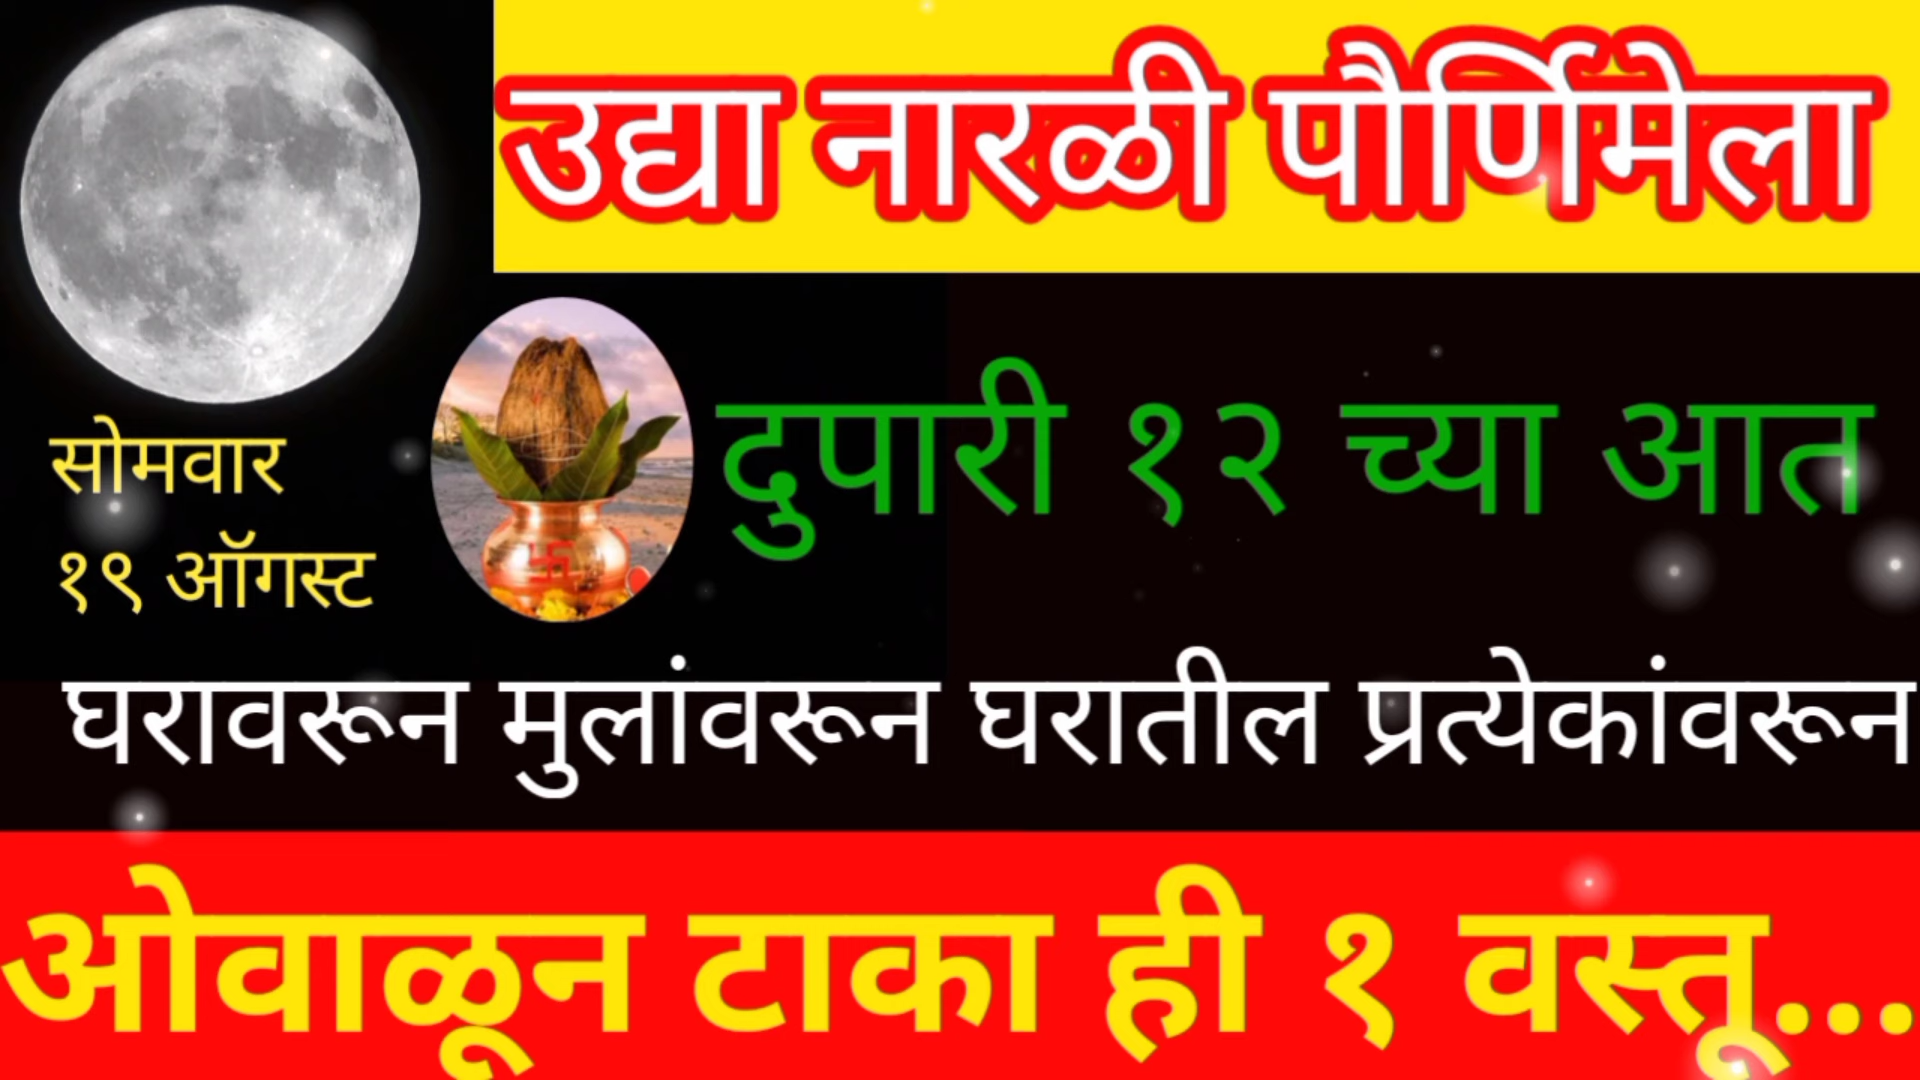 उद्या नारळी पौर्णिमेला
दुपारी १२ च्या आत
सोमवार
१९ ऑगस्ट
घरावरून मुलांवरून घरातील प्रत्येकांवरून
ओवाळून टाका ही १ वस्तू...